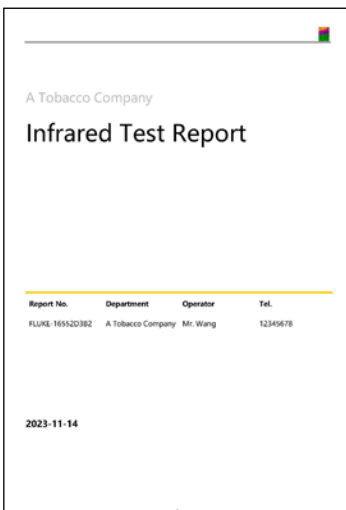 A Tobacco Company
Infrared Test Report
Report No. Department Operator Tel.
FLUKE-16552D3B2 A Tobacco Company Mr. Wang 12345678
2023-11-14